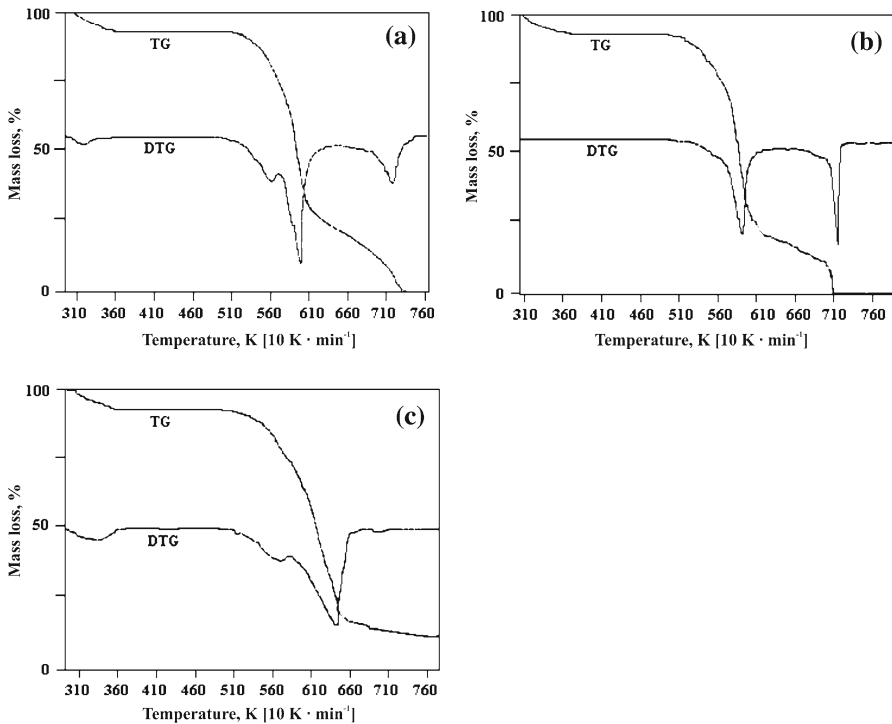 100
(a)
TG
Mass loss, %
50
DTG
0
310 360 410 460 510 560 610 660 710 760
Temperature, K [10 K · min⁻¹]
100
(b)
TG
Mass loss, %
50
DTG
0
310 360 410 460 510 560 610 660 710 760
Temperature, K [10 K · min⁻¹]
100
(c)
TG
Mass loss, %
50
DTG
0
310 360 410 460 510 560 610 660 710 760
Temperature, K [10 K · min⁻¹]